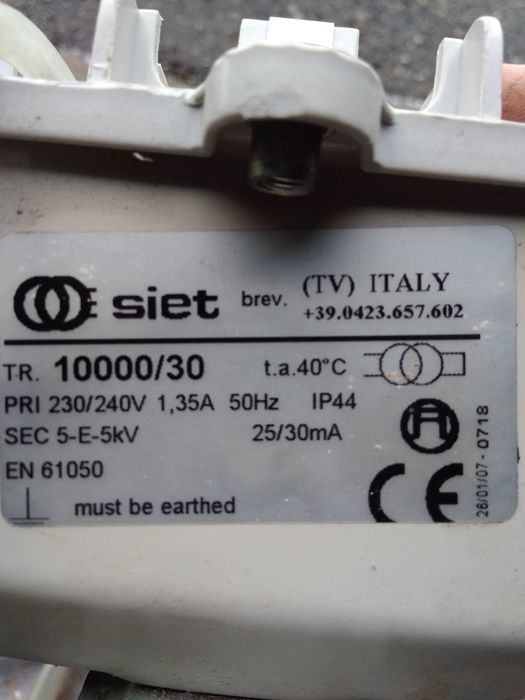 siet brev. (TV) ITALY
+39.0423.657.602
TR. 10000/30 t.a.40°C
PRI 230/240V 1,35A 50Hz IP44
SEC 5-E-5kV 25/30mA
EN 61050
must be earthed
CE
26/01/07 - 0718